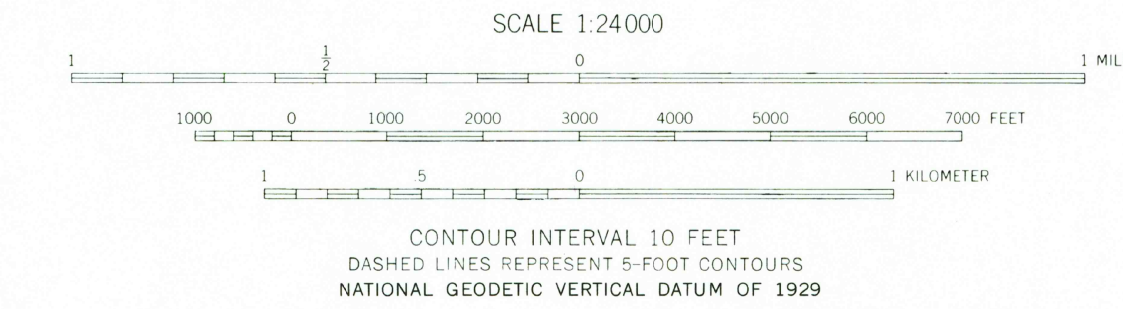 SCALE 1:24000
1 1/2 0 1 MIL
1000 0 1000 2000 3000 4000 5000 6000 7000 FEET
1 .5 0 1 KILOMETER
CONTOUR INTERVAL 10 FEET
DASHED LINES REPRESENT 5-FOOT CONTOURS
NATIONAL GEODETIC VERTICAL DATUM OF 1929